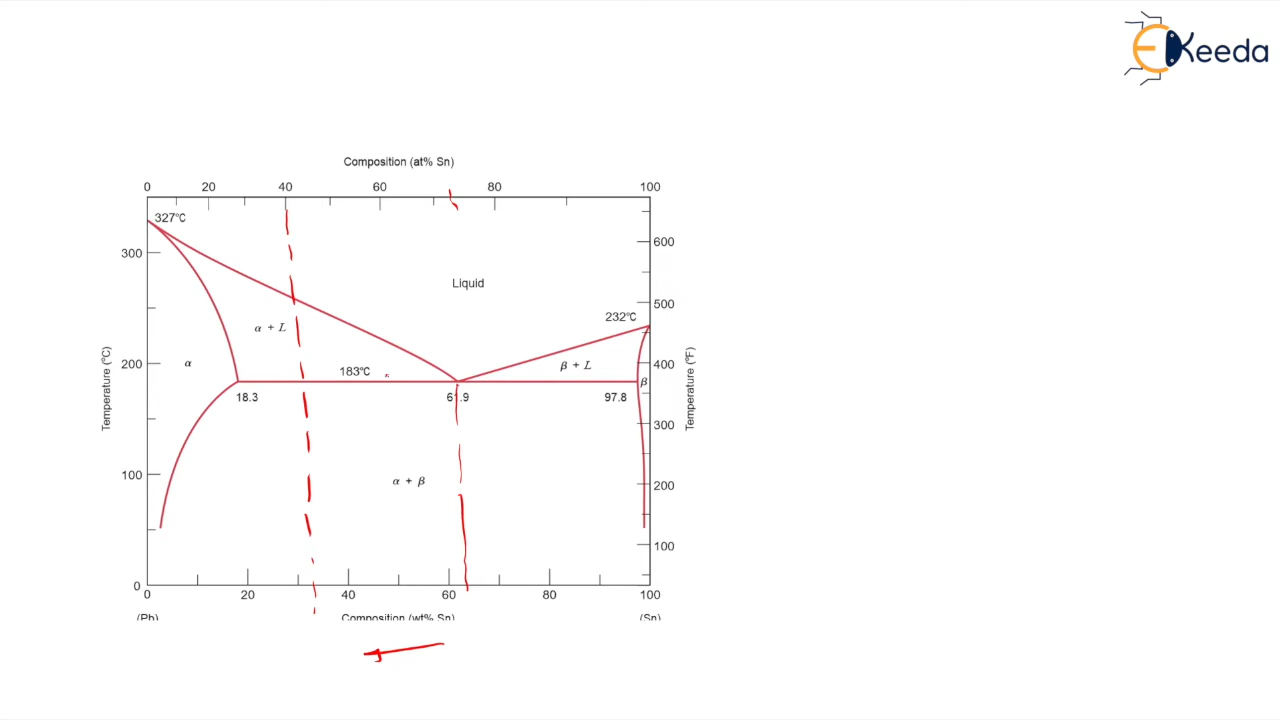 EKeeda
Composition (at% Sn)
0 20 40 60 80 100
327°C
300
600
Liquid
500
232°C
α + L
200
α
183℃
β + L
400
β
Temperature (°C)
Temperature (°F)
18.3
61.9
97.8
300
100
α + β
200
100
0
0 20 40 60 80 100
(Pb)
Composition (wt% Sn)
(Sn)